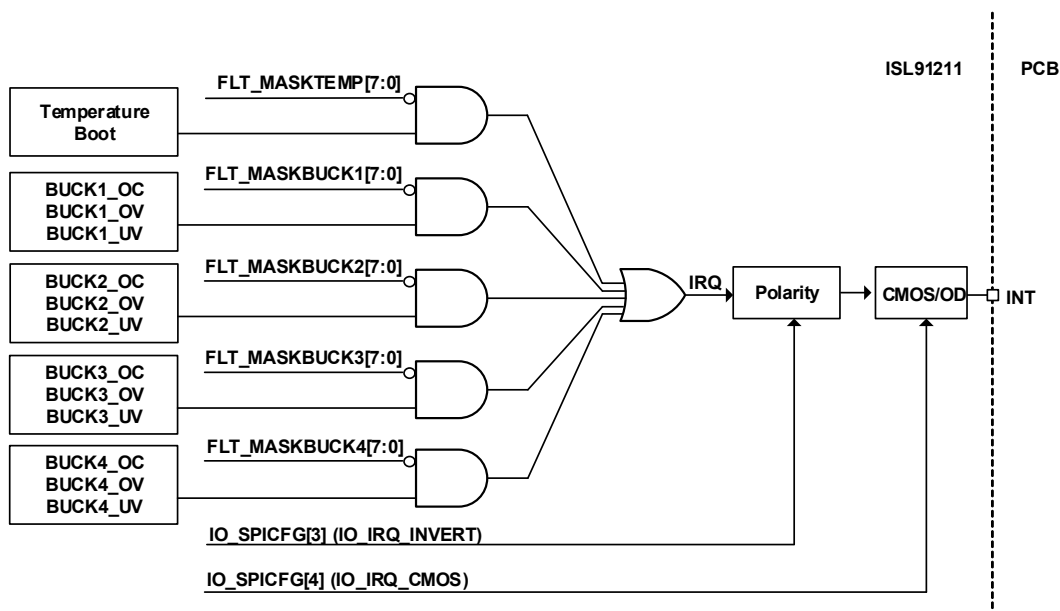 ISL91211
PCB
FLT_MASKTEMP[7:0]
Temperature
Boot
FLT_MASKBUCK1[7:0]
BUCK1_OC
BUCK1_OV
BUCK1_UV
FLT_MASKBUCK2[7:0]
BUCK2_OC
BUCK2_OV
BUCK2_UV
IRQ
Polarity
CMOS/OD
INT
FLT_MASKBUCK3[7:0]
BUCK3_OC
BUCK3_OV
BUCK3_UV
FLT_MASKBUCK4[7:0]
BUCK4_OC
BUCK4_OV
BUCK4_UV
IO_SPICFG[3] (IO_IRQ_INVERT)
IO_SPICFG[4] (IO_IRQ_CMOS)